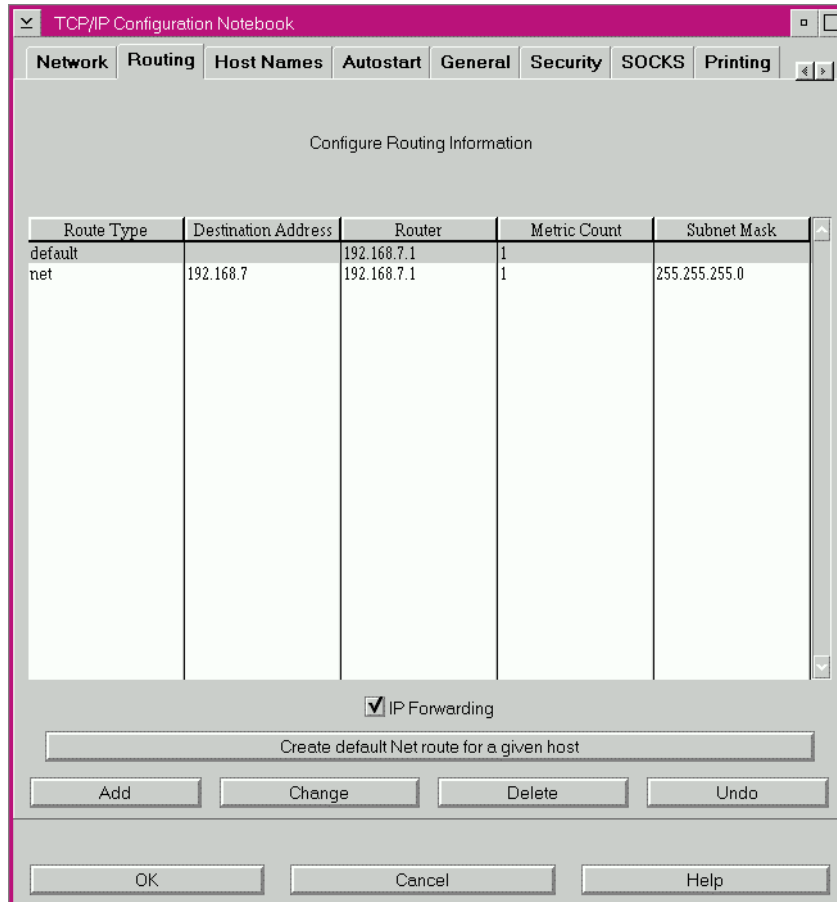 TCP/IP Configuration Notebook
Network Routing Host Names Autostart General Security SOCKS Printing
Configure Routing Information
Route Type Destination Address Router Metric Count Subnet Mask
default 192.168.7.1 1
net 192.168.7 192.168.7.1 1 255.255.255.0
IP Forwarding
Create default Net route for a given host
Add Change Delete Undo
OK Cancel Help